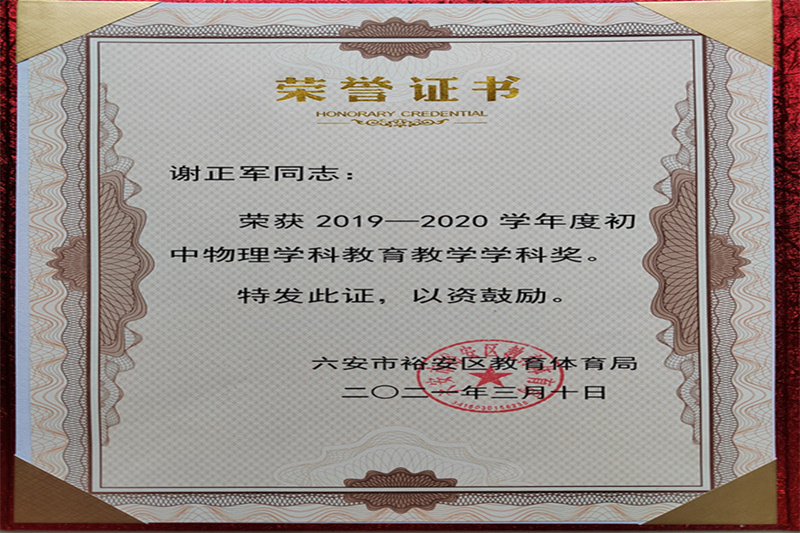 荣誉证书
HONORARY CREDENTIAL
谢正军同志：
荣获 2019—2020 学年度初
中物理学科教育教学学科奖。
特发此证，以资鼓励。
六安市裕安区教育体育局
二〇二一年三月十日